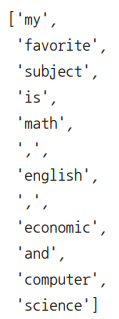 ['my',
'favorite',
'subject',
'is',
'math',
',',
'english',
',',
'economic',
'and',
'computer',
'science']